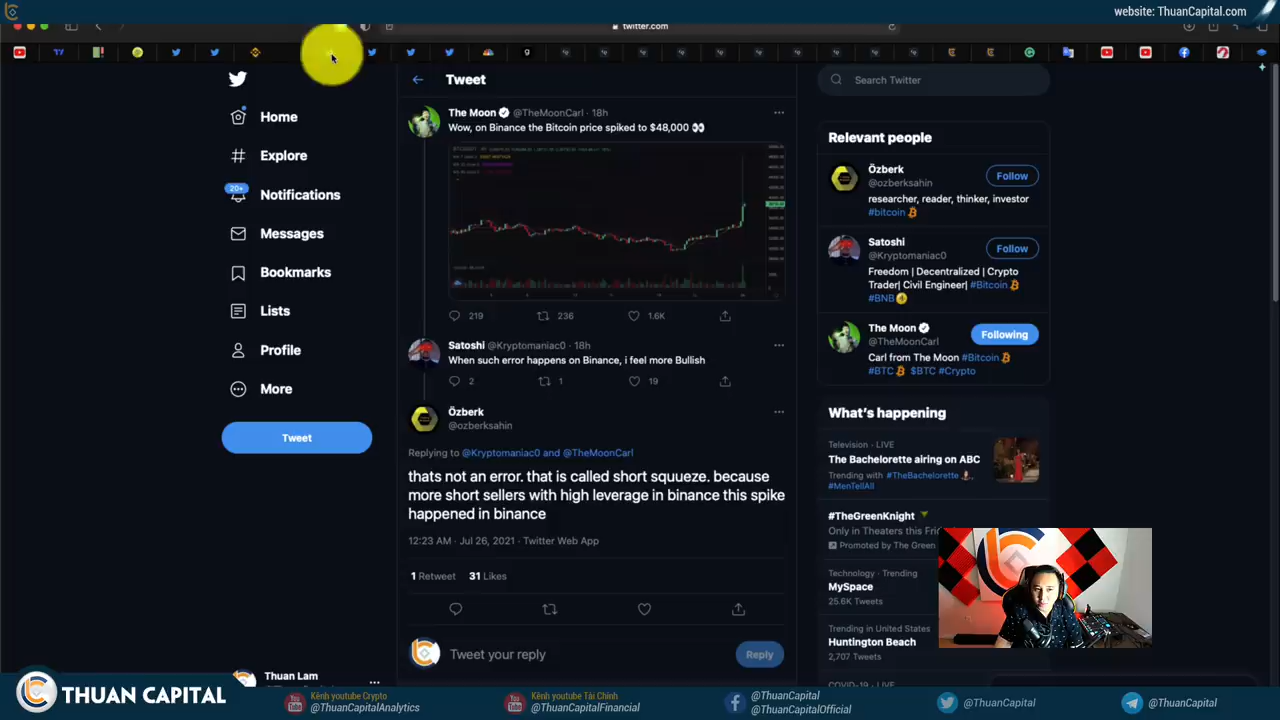 website: ThuanCapital.com
twitter.com
Tweet
Search Twitter
Home
Explore
20+
Notifications
Messages
Bookmarks
Lists
Profile
More
Tweet
Thuan Lam
The Moon @TheMoonCarl · 18h
Wow, on Binance the Bitcoin price spiked to $48,000 👀
219
236
1.6K
Satoshi @Kryptomaniac0 · 18h
When such error happens on Binance, i feel more Bullish
2
1
19
Özberk
@ozberksahin
Replying to @Kryptomaniac0 and @TheMoonCarl
thats not an error. that is called short squueze. because
more short sellers with high leverage in binance this spike
happened in binance
12:23 AM · Jul 26, 2021 · Twitter Web App
1 Retweet 31 Likes
Tweet your reply
Reply
Relevant people
Özberk
@ozberksahin
Follow
researcher, reader, thinker, investor
#bitcoin
Satoshi
@Kryptomaniac0
Follow
Freedom | Decentralized | Crypto
Trader| Civil Engineer| #Bitcoin
#BNB
The Moon
@TheMoonCarl
Following
Carl from The Moon #Bitcoin
#BTC $BTC #Crypto
What's happening
Television · LIVE
The Bachelorette airing on ABC
Trending with #TheBachelorette
#MenTellAll
#TheGreenKnight
Only in Theaters this Fri
Promoted by The Green
Technology · Trending
MySpace
25.6K Tweets
Trending in United States
Huntington Beach
2,707 Tweets
COVID-19 · LIVE
THUAN CAPITAL
Kênh youtube Crypto
@ThuanCapitalAnalytics
Kênh youtube Tài Chính
@ThuanCapitalFinancial
@ThuanCapital
@ThuanCapitalOfficial
@ThuanCapital
@ThuanCapital